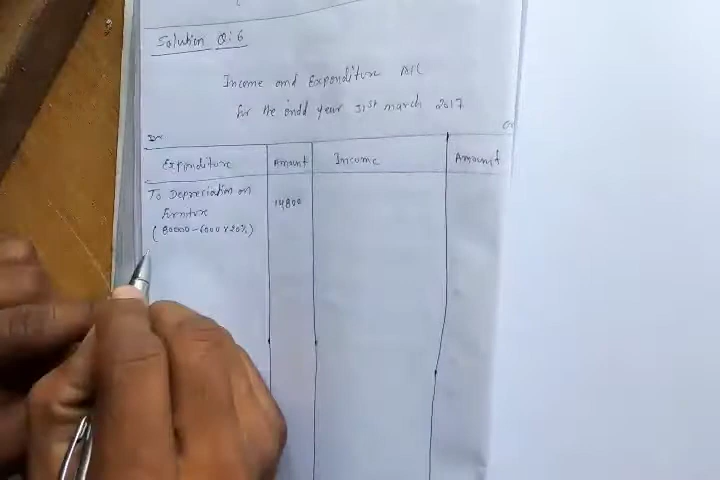 Solution Q:6
Income and Expenditure A/C
for the endd year 31st march 2017
Dr Cr
Expenditure Amount Income Amount
To Depreciation on
furniture 14800
(80000-6000 x 20%)